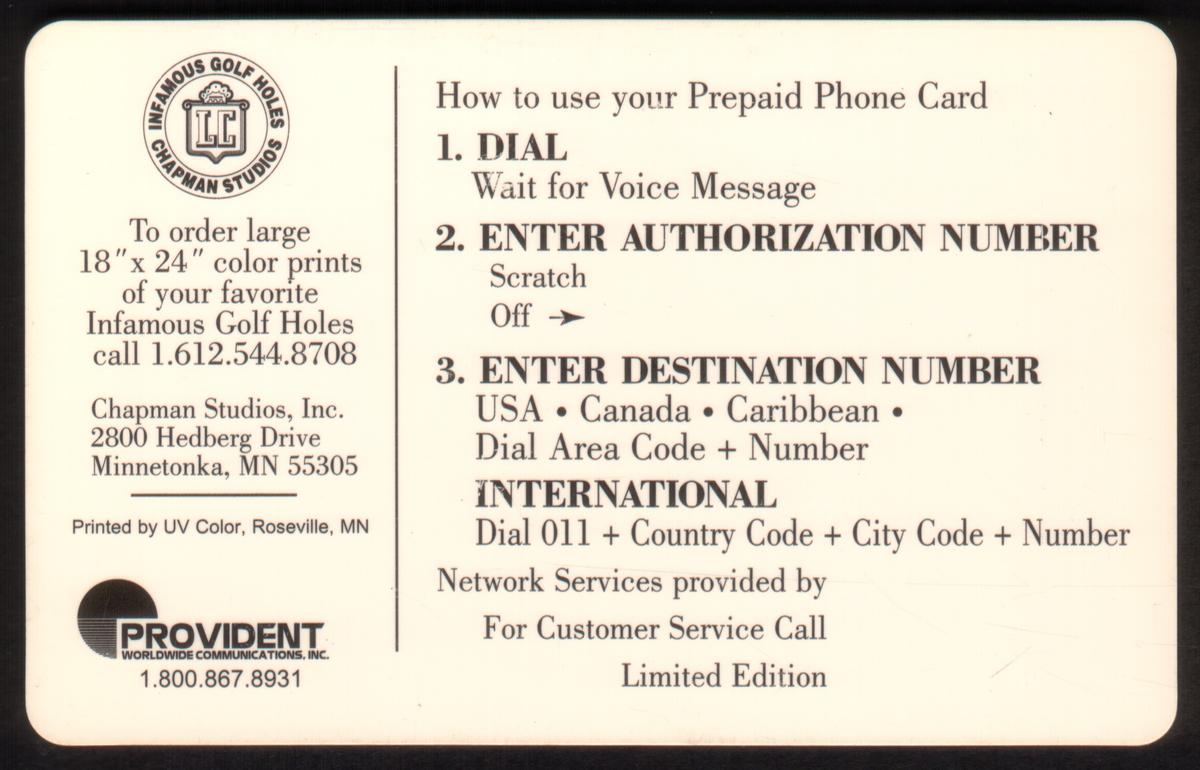 INFAMOUS GOLF HOLES
LC
CHAPMAN STUDIOS
To order large
18"x 24" color prints
of your favorite
Infamous Golf Holes
call 1.612.544.8708
Chapman Studios, Inc.
2800 Hedberg Drive
Minnetonka, MN 55305
Printed by UV Color, Roseville, MN
PROVIDENT
WORLDWIDE COMMUNICATIONS, INC.
1.800.867.8931
How to use your Prepaid Phone Card
1. DIAL
Wait for Voice Message
2. ENTER AUTHORIZATION NUMBER
Scratch
Off ➛
3. ENTER DESTINATION NUMBER
USA • Canada • Caribbean •
Dial Area Code + Number
INTERNATIONAL
Dial 011 + Country Code + City Code + Number
Network Services provided by
For Customer Service Call
Limited Edition